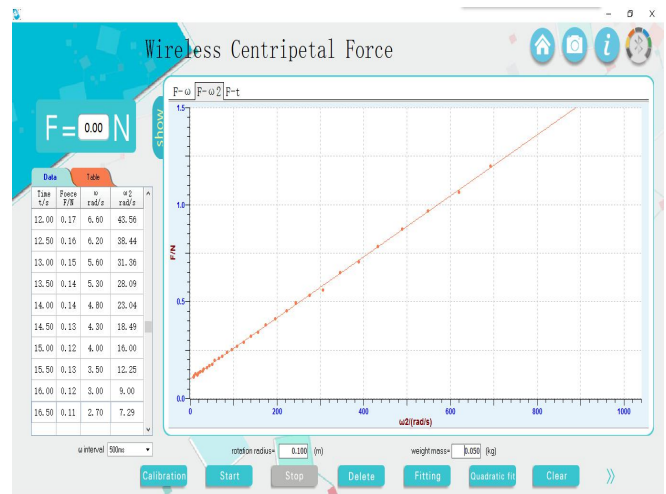 Wireless Centripetal Force
F= 0.00 N
show
F-ω F-ω2 F-t
Data Table
Time t/s Foece F/N ω rad/s ω2 rad/s
12.00 0.17 6.60 43.56
12.50 0.16 6.20 38.44
13.00 0.15 5.60 31.36
13.50 0.14 5.30 28.09
14.00 0.14 4.80 23.04
14.50 0.13 4.30 18.49
15.00 0.12 4.00 16.00
15.50 0.13 3.50 12.25
16.00 0.12 3.00 9.00
16.50 0.11 2.70 7.29
1.5
1.0
0.5
0.0
F/N
0 200 400 600 800 1000
ω2/(rad/s)
ω interval 500ms rotation radius= 0.100 (m) weight mass= 0.050 (kg)
Calibration Start Stop Delete Fitting Quadratic fit Clear